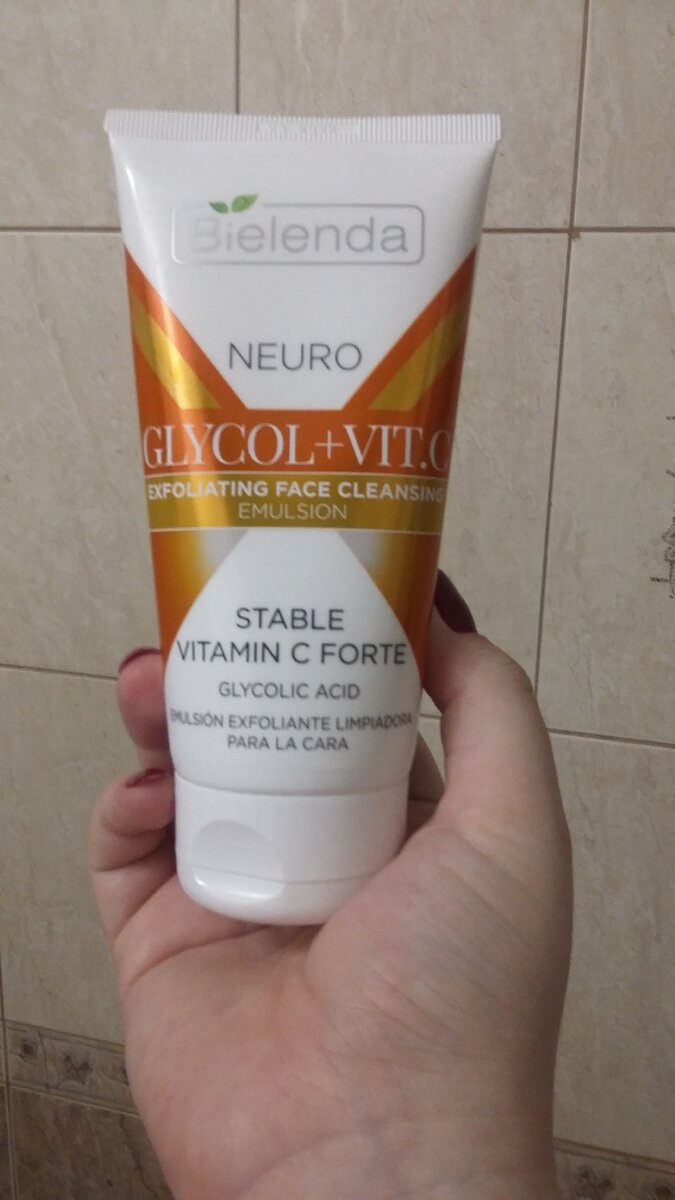 Bielenda
NEURO
GLYCOL+VIT.C
EXFOLIATING FACE CLEANSING
EMULSION
STABLE
VITAMIN C FORTE
GLYCOLIC ACID
EMULSIÓN EXFOLIANTE LIMPIADORA
PARA LA CARA